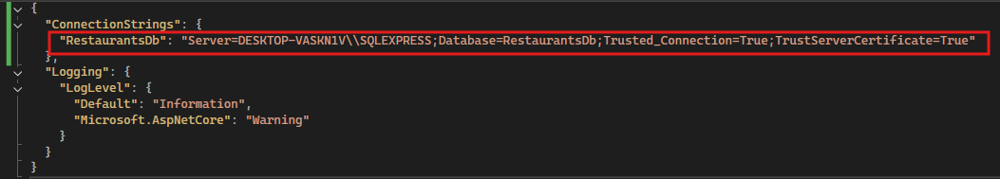 {
"ConnectionStrings": {
"RestaurantsDb": "Server=DESKTOP-VASKN1V\\SQLEXPRESS;Database=RestaurantsDb;Trusted_Connection=True;TrustServerCertificate=True"
},
"Logging": {
"LogLevel": {
"Default": "Information",
"Microsoft.AspNetCore": "Warning"
}
}
}